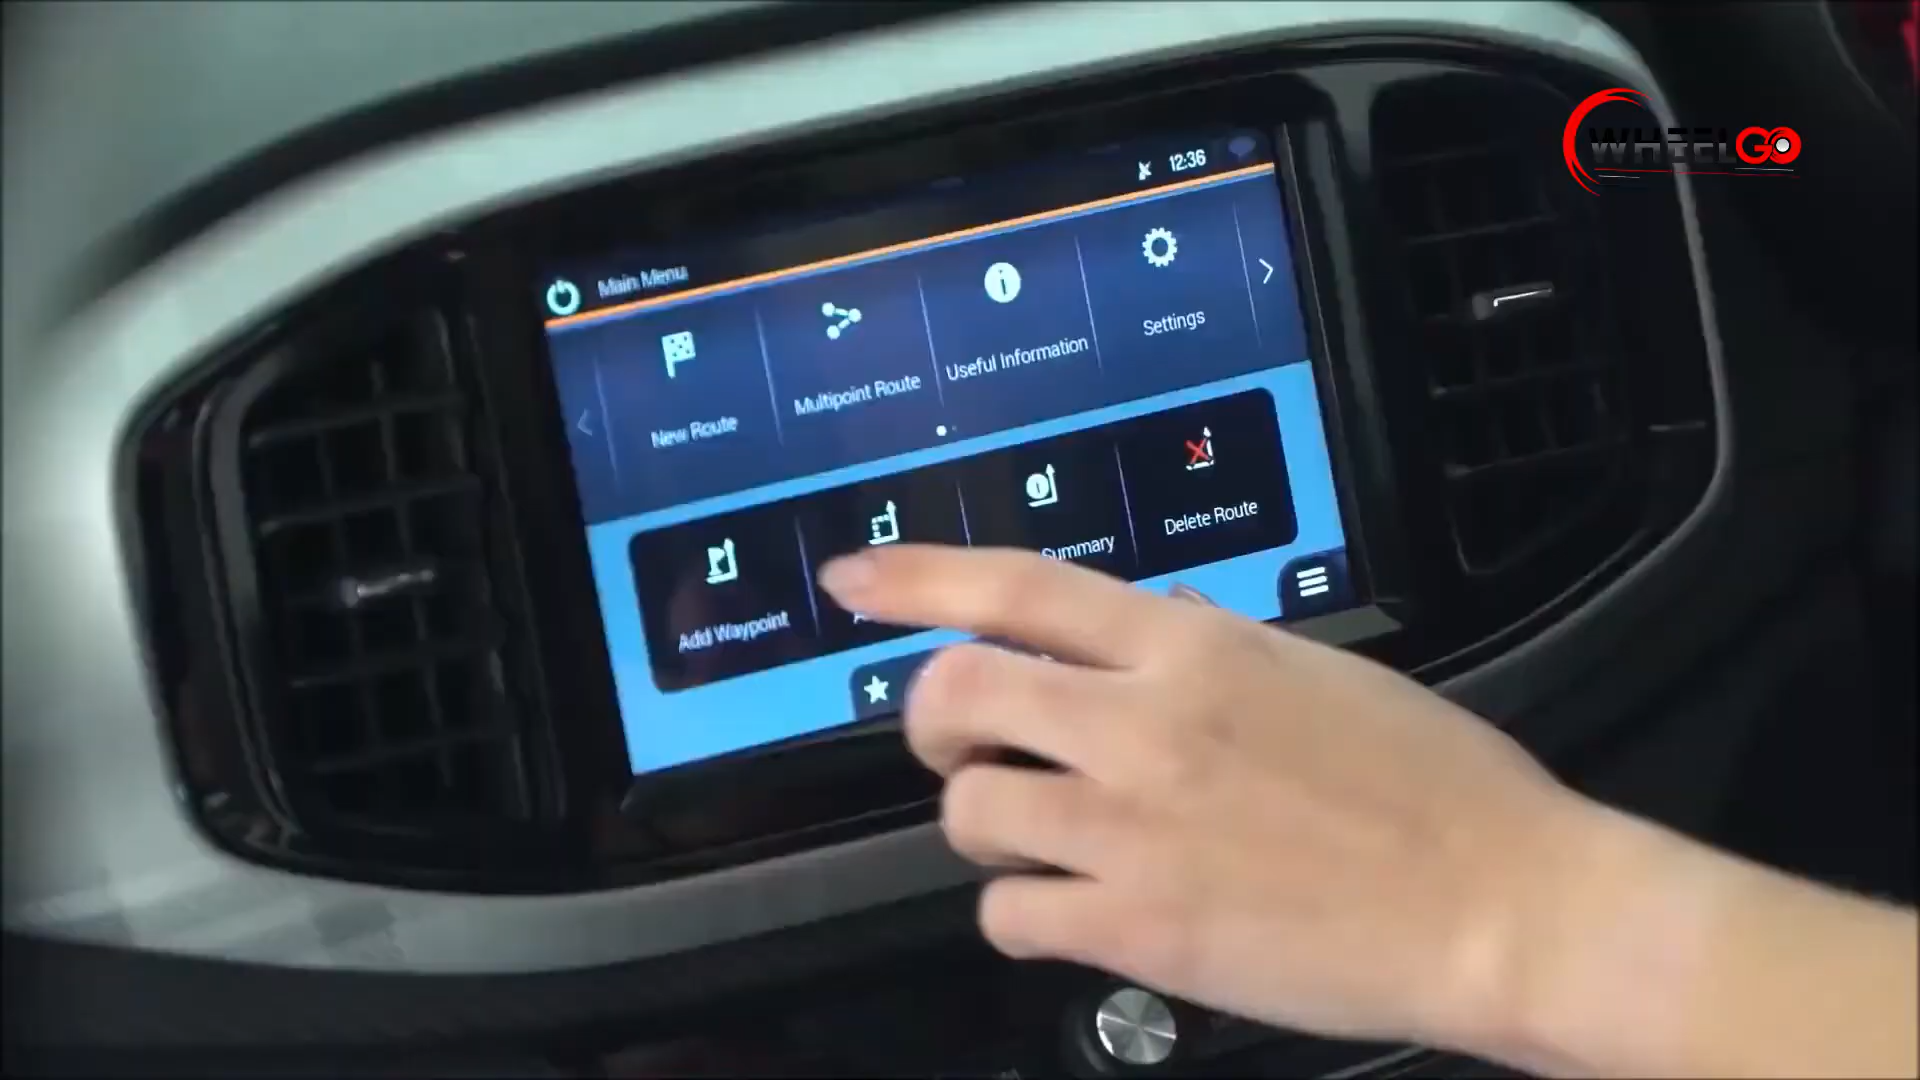 WHEELGO
12:36
Main Menu
New Route
Multipoint Route
Useful Information
Settings
Add Waypoint
Summary
Delete Route